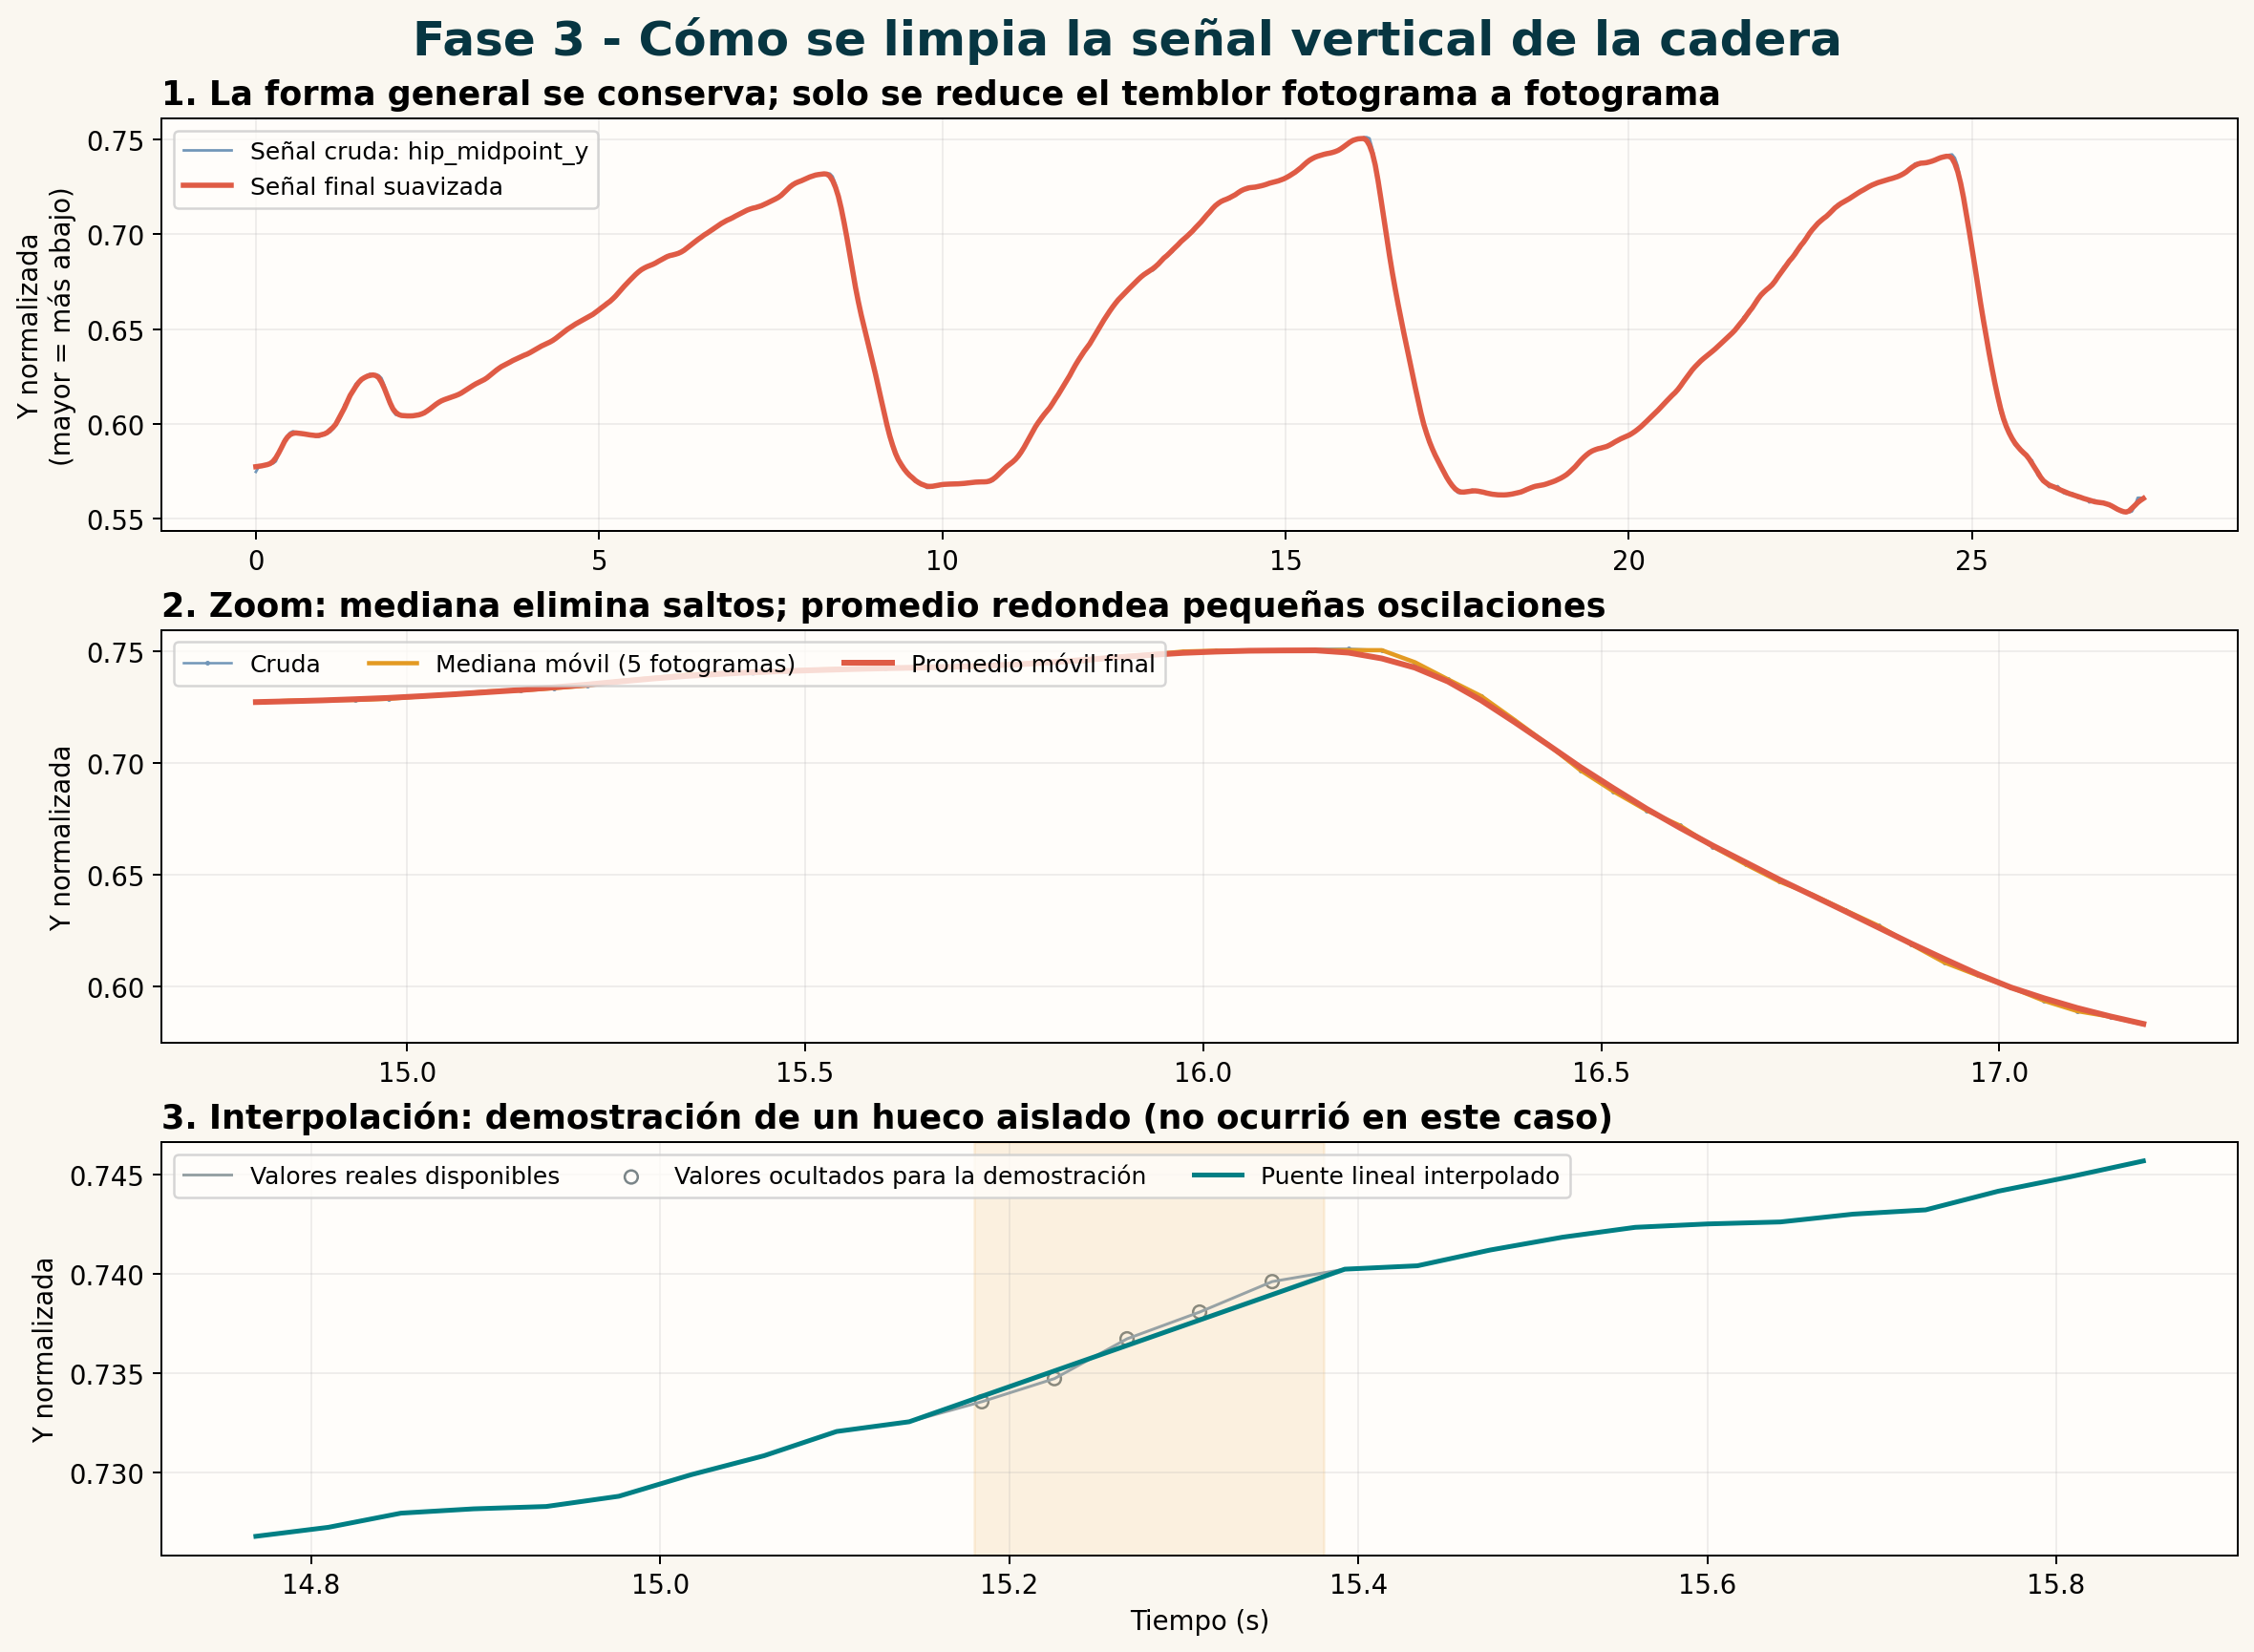 Fase 3 - Cómo se limpia la señal vertical de la cadera
1. La forma general se conserva; solo se reduce el temblor fotograma a fotograma
Señal cruda: hip_midpoint_y
Señal final suavizada
Y normalizada
(mayor = más abajo)
0.75
0.70
0.65
0.60
0.55
0 5 10 15 20 25
2. Zoom: mediana elimina saltos; promedio redondea pequeñas oscilaciones
Cruda Mediana móvil (5 fotogramas) Promedio móvil final
Y normalizada
0.75
0.70
0.65
0.60
15.0 15.5 16.0 16.5 17.0
3. Interpolación: demostración de un hueco aislado (no ocurrió en este caso)
Valores reales disponibles Valores ocultados para la demostración Puente lineal interpolado
Y normalizada
0.745
0.740
0.735
0.730
14.8 15.0 15.2 15.4 15.6 15.8
Tiempo (s)